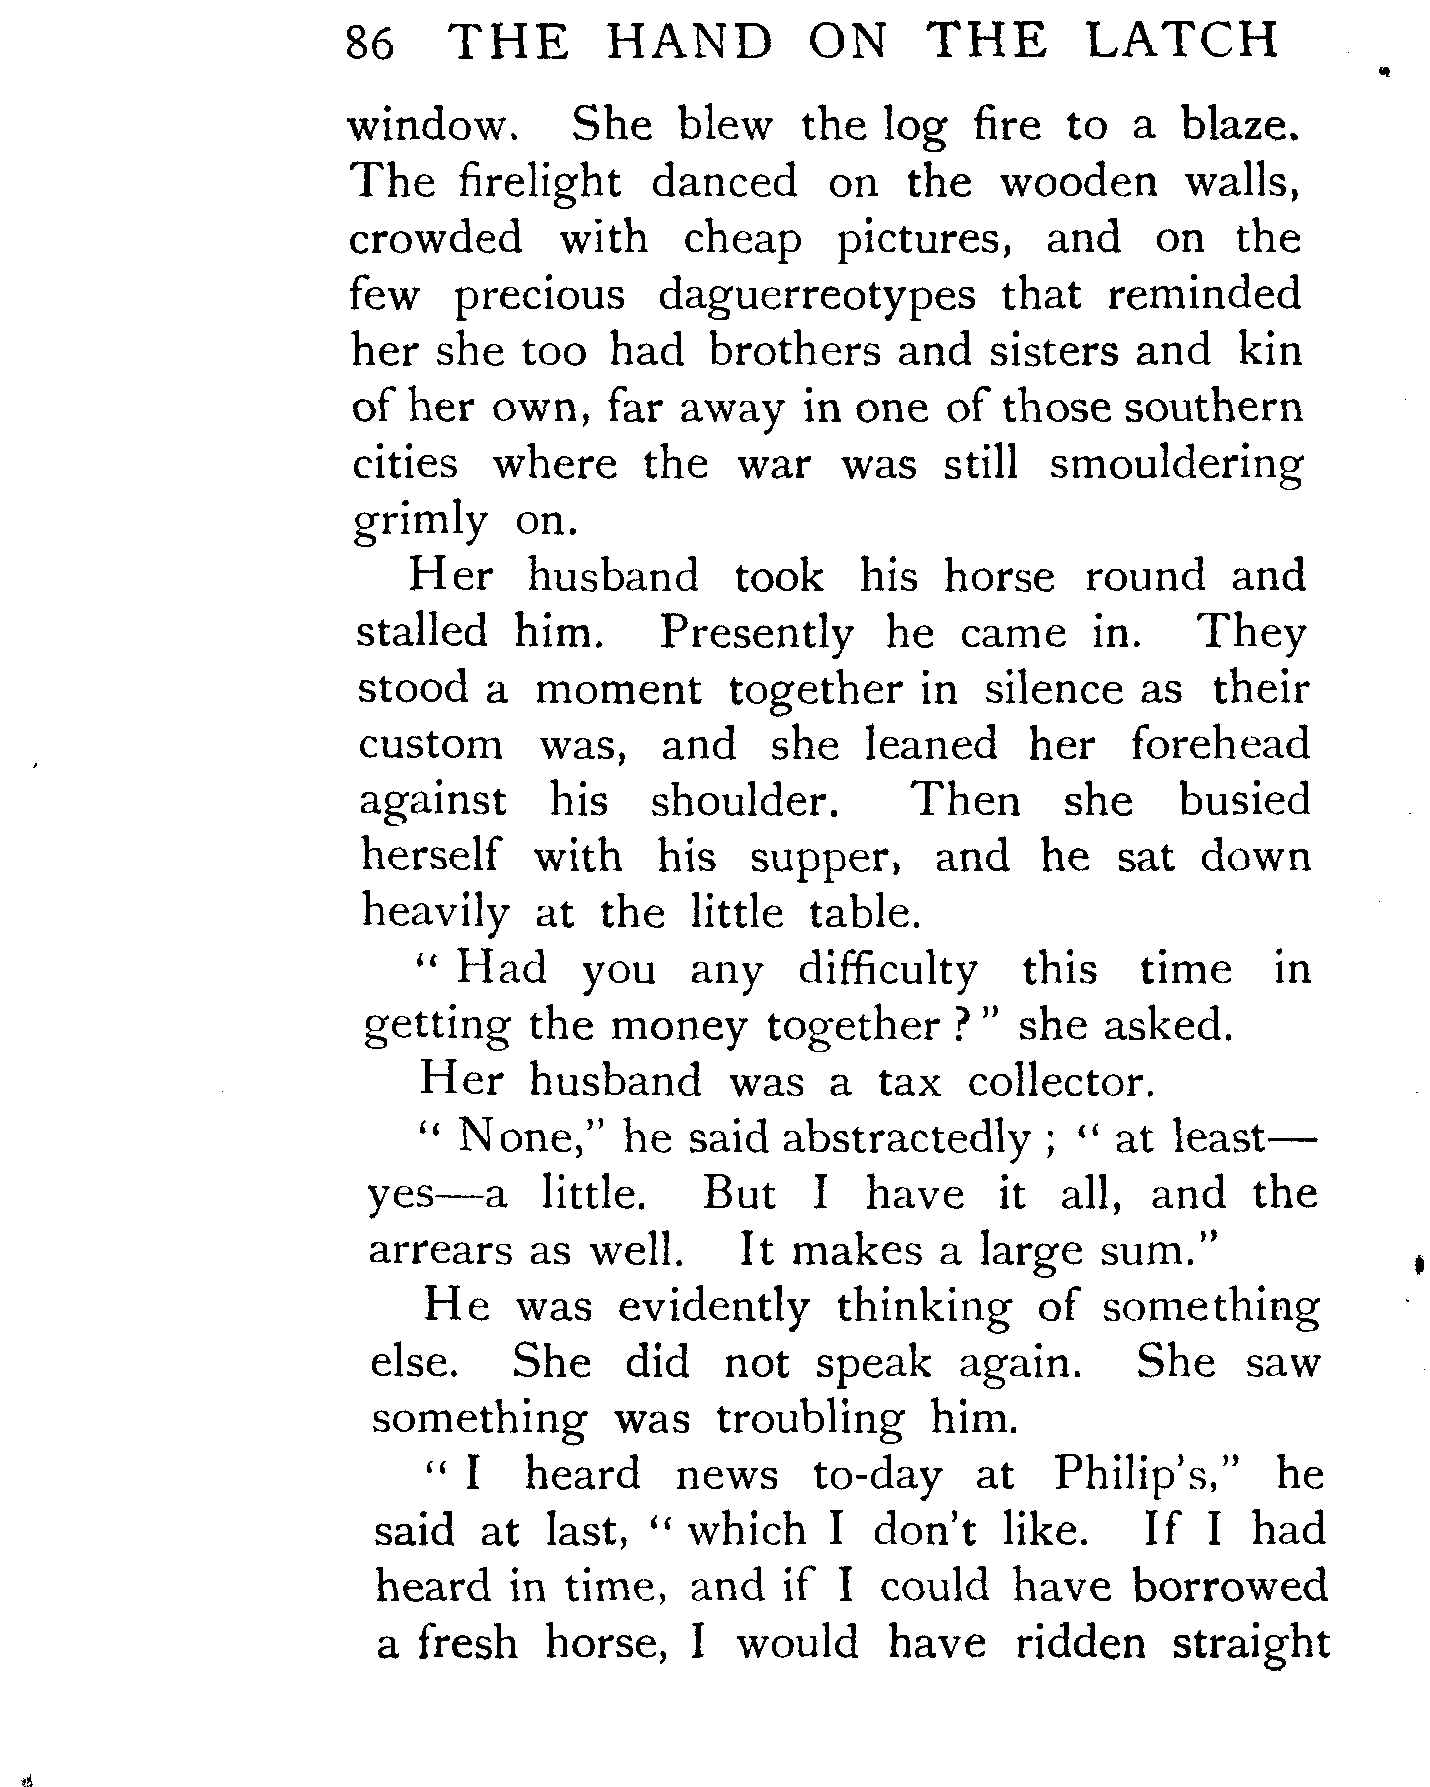 86 THE HAND ON THE LATCH
window. She blew the log fire to a blaze.
The firelight danced on the wooden walls,
crowded with cheap pictures, and on the
few precious daguerreotypes that reminded
her she too had brothers and sisters and kin
of her own, far away in one of those southern
cities where the war was still smouldering
grimly on.
Her husband took his horse round and
stalled him. Presently he came in. They
stood a moment together in silence as their
custom was, and she leaned her forehead
against his shoulder. Then she busied
herself with his supper, and he sat down
heavily at the little table.
“ Had you any difficulty this time in
getting the money together ? ” she asked.
Her husband was a tax collector.
“ None,” he said abstractedly ; “ at least—
yes—a little. But I have it all, and the
arrears as well. It makes a large sum.”
He was evidently thinking of something
else. She did not speak again. She saw
something was troubling him.
“ I heard news to-day at Philip's,” he
said at last, “ which I don't like. If I had
heard in time, and if I could have borrowed
a fresh horse, I would have ridden straight